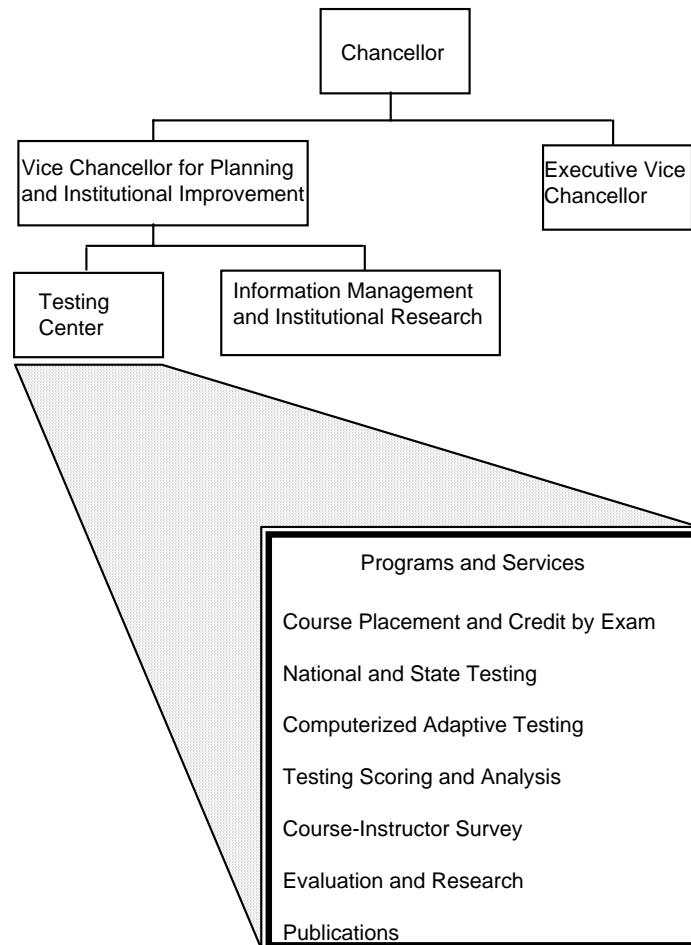 Chancellor
Vice Chancellor for Planning
and Institutional Improvement
Executive Vice
Chancellor
Testing
Center
Information Management
and Institutional Research
Programs and Services
Course Placement and Credit by Exam
National and State Testing
Computerized Adaptive Testing
Testing Scoring and Analysis
Course-Instructor Survey
Evaluation and Research
Publications